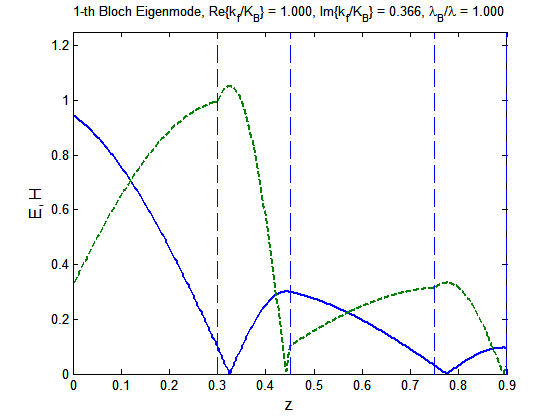 1-th Bloch Eigenmode, Re{k_f/K_B} = 1.000, Im{k_f/K_B} = 0.366, λ_B/λ = 1.000
1.2
1
0.8
0.6
0.4
0.2
0
E, H
0 0.1 0.2 0.3 0.4 0.5 0.6 0.7 0.8 0.9
z